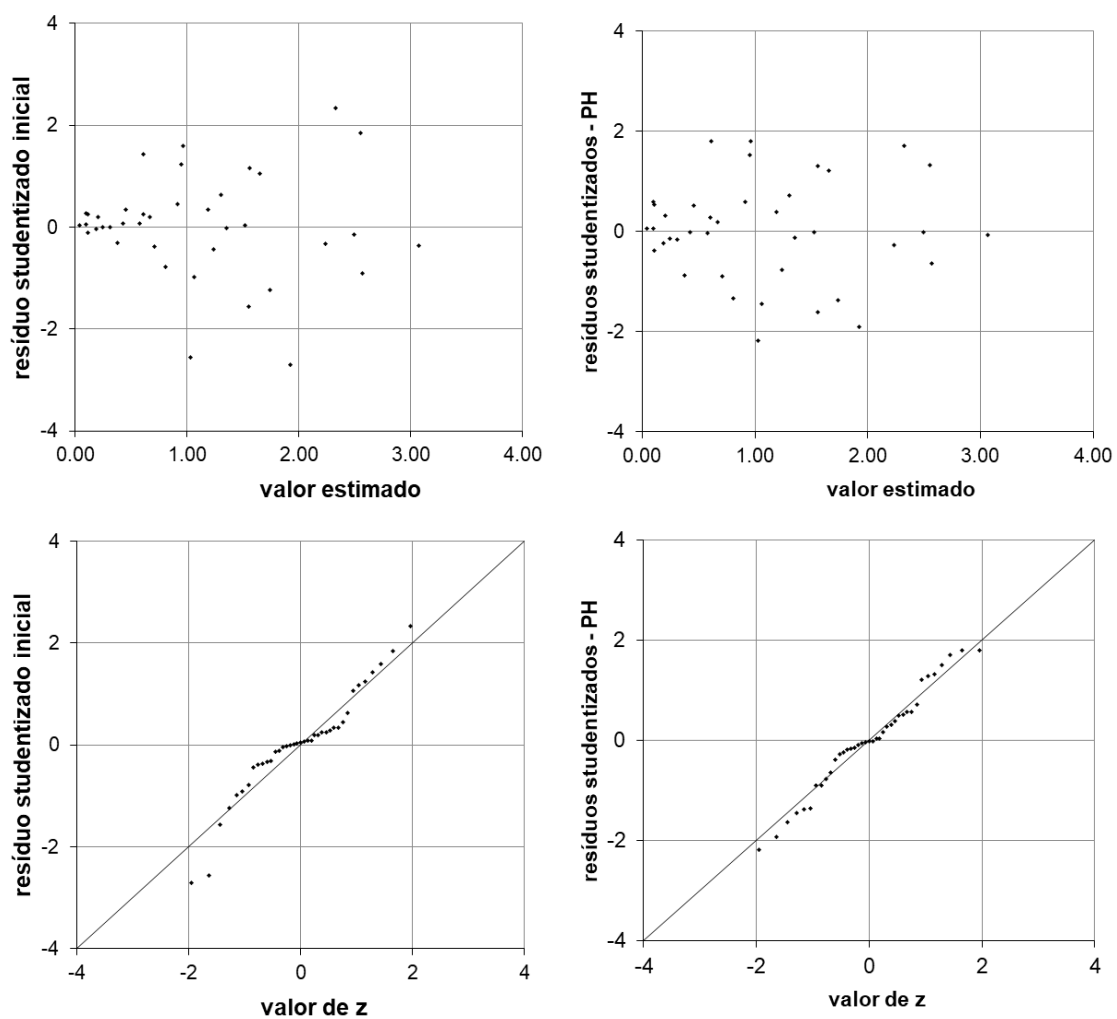 4
2
0
-2
-4
0.00 1.00 2.00 3.00 4.00
resíduo studentizado inicial
valor estimado
4
2
0
-2
-4
0.00 1.00 2.00 3.00 4.00
resíduos studentizados - PH
valor estimado
4
2
0
-2
-4
-4 -2 0 2 4
resíduo studentizado inicial
valor de z
4
2
0
-2
-4
-4 -2 0 2 4
resíduos studentizados - PH
valor de z